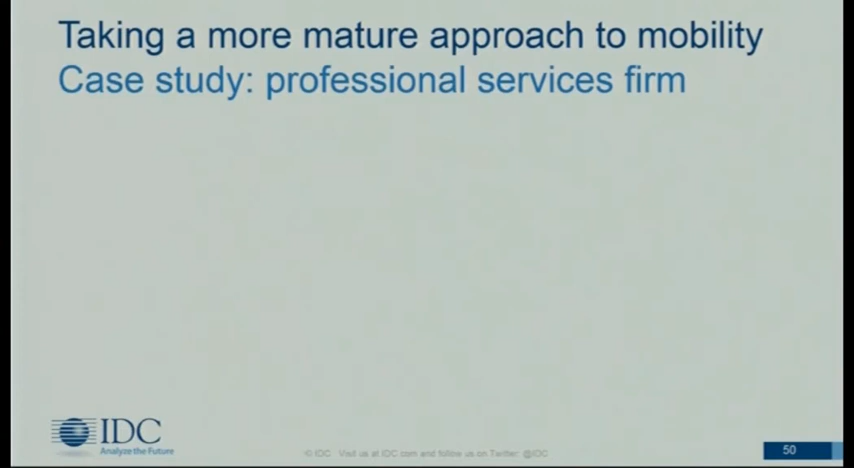 Taking a more mature approach to mobility
Case study: professional services firm
IDC
Analyze the Future
© IDC Visit us at IDC.com and follow us on Twitter: @IDC
50